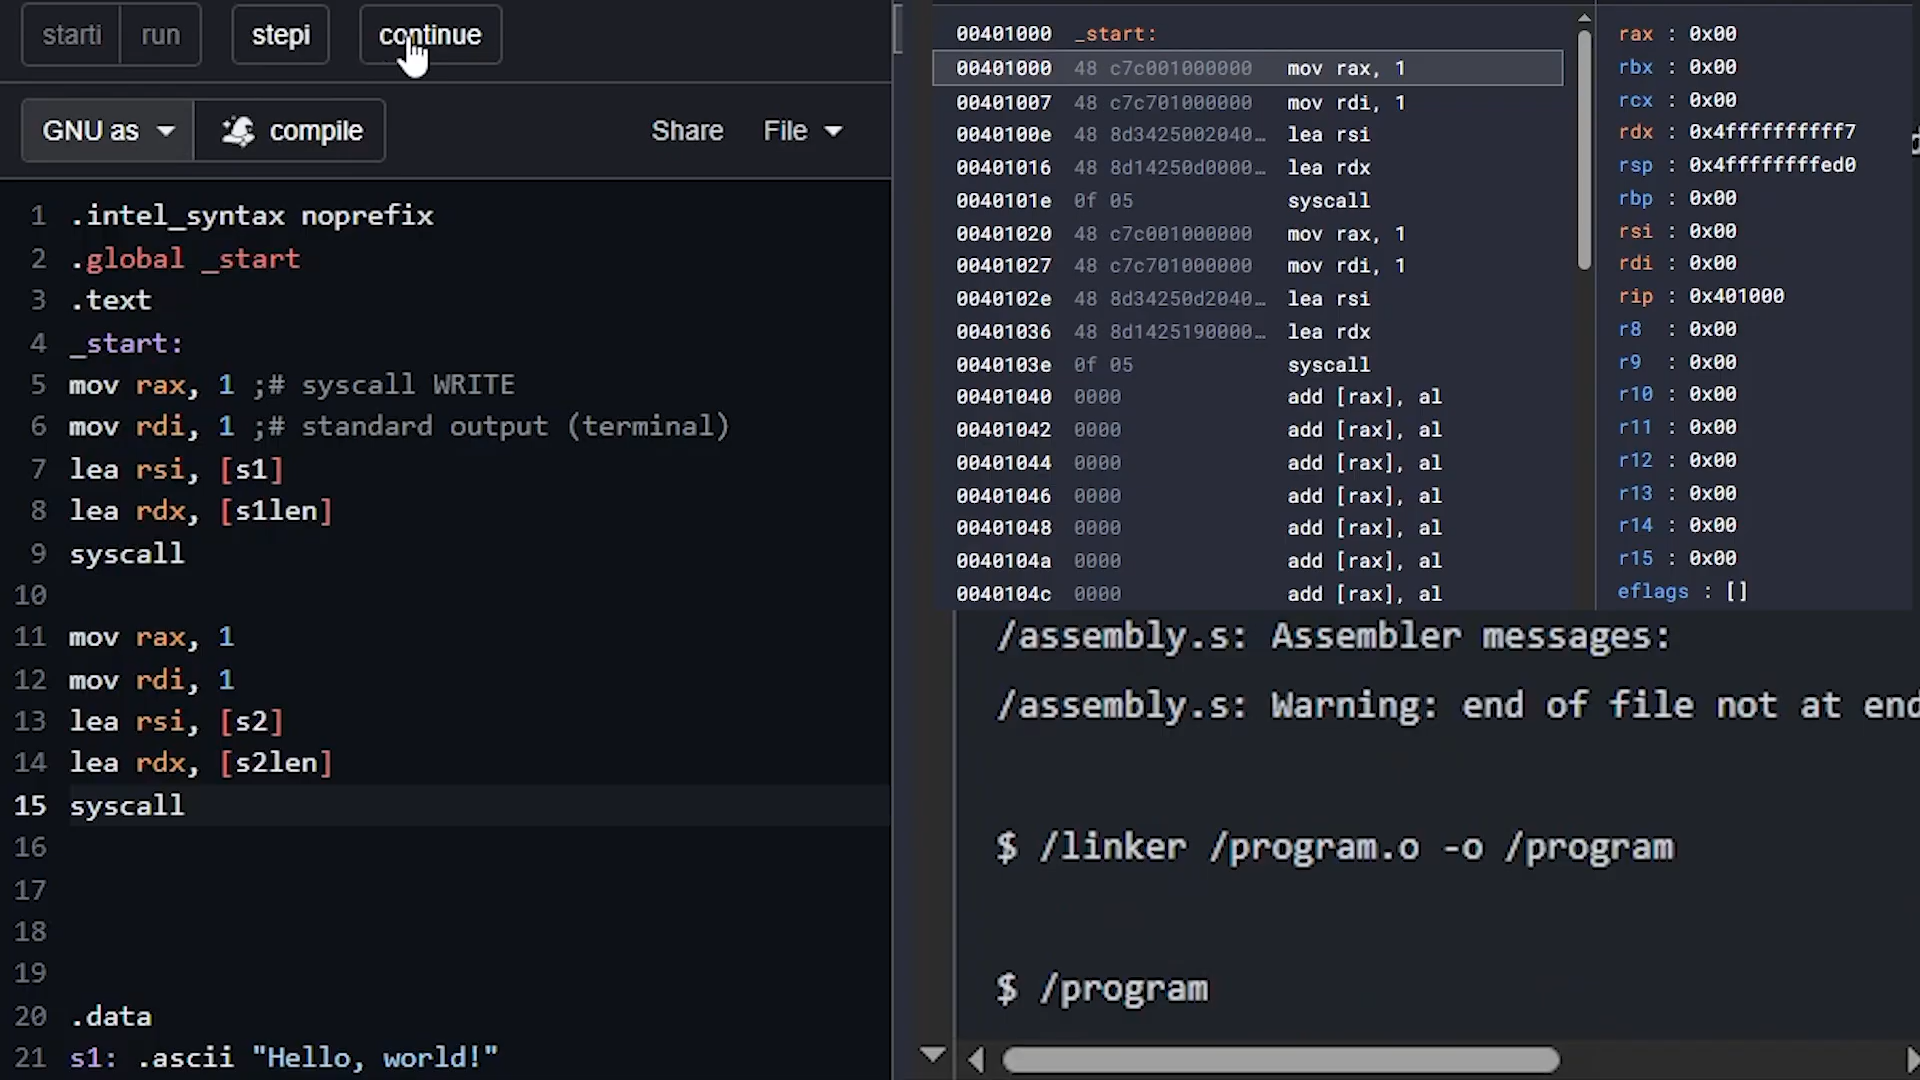 starti run stepi continue
GNU as compile Share File
1 .intel_syntax noprefix
2 .global _start
3 .text
4 _start:
5 mov rax, 1 ;# syscall WRITE
6 mov rdi, 1 ;# standard output (terminal)
7 lea rsi, [s1]
8 lea rdx, [s1len]
9 syscall
10
11 mov rax, 1
12 mov rdi, 1
13 lea rsi, [s2]
14 lea rdx, [s2len]
15 syscall
16
17
18
19
20 .data
21 s1: .ascii "Hello, world!"
00401000 _start:
00401000 48 c7c001000000 mov rax, 1
00401007 48 c7c701000000 mov rdi, 1
0040100e 48 8d3425002040… lea rsi
00401016 48 8d14250d0000… lea rdx
0040101e 0f 05 syscall
00401020 48 c7c001000000 mov rax, 1
00401027 48 c7c701000000 mov rdi, 1
0040102e 48 8d34250d2040… lea rsi
00401036 48 8d1425190000… lea rdx
0040103e 0f 05 syscall
00401040 0000 add [rax], al
00401042 0000 add [rax], al
00401044 0000 add [rax], al
00401046 0000 add [rax], al
00401048 0000 add [rax], al
0040104a 0000 add [rax], al
0040104c 0000 add [rax], al
rax : 0x00
rbx : 0x00
rcx : 0x00
rdx : 0x4ffffffffff7
rsp : 0x4ffffffffed0
rbp : 0x00
rsi : 0x00
rdi : 0x00
rip : 0x401000
r8 : 0x00
r9 : 0x00
r10 : 0x00
r11 : 0x00
r12 : 0x00
r13 : 0x00
r14 : 0x00
r15 : 0x00
eflags : []
/assembly.s: Assembler messages:
/assembly.s: Warning: end of file not at end
$ /linker /program.o -o /program
$ /program